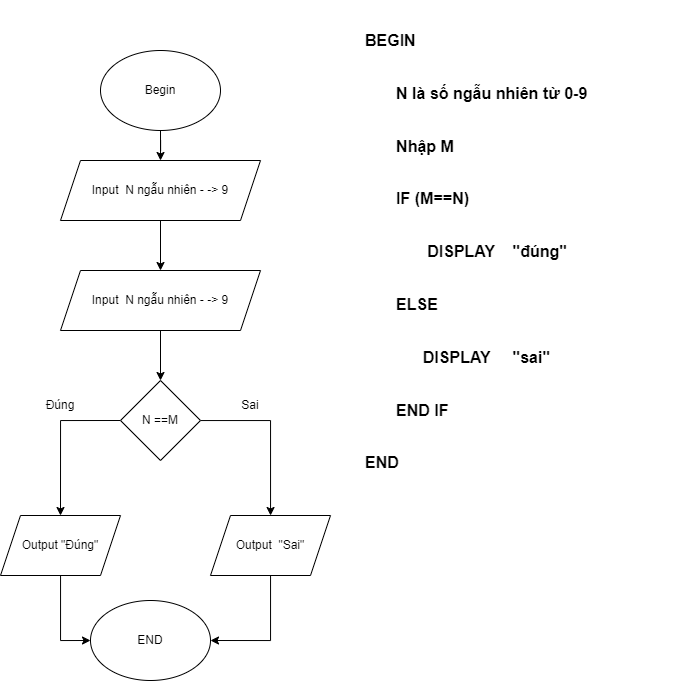 Begin
Input N ngẫu nhiên - -> 9
Input N ngẫu nhiên - -> 9
Đúng
Sai
N ==M
Output "Đúng"
Output "Sai"
END
BEGIN
N là số ngẫu nhiên từ 0-9
Nhập M
IF (M==N)
DISPLAY "đúng"
ELSE
DISPLAY "sai"
END IF
END